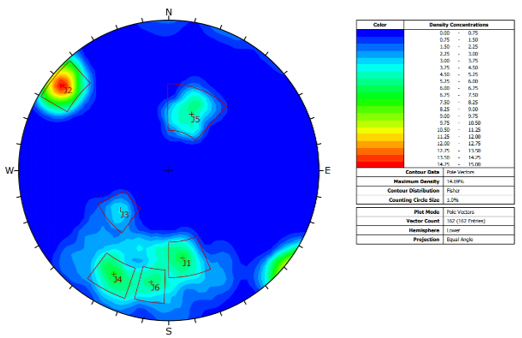 N
W
E
S
J2
J5
J3
J1
J4
J6
Color Density Concentrations
0.00 - 0.75
0.75 - 1.50
1.50 - 2.25
2.25 - 3.00
3.00 - 3.75
3.75 - 4.50
4.50 - 5.25
5.25 - 6.00
6.00 - 6.75
6.75 - 7.50
7.50 - 8.25
8.25 - 9.00
9.00 - 9.75
9.75 - 10.50
10.50 - 11.25
11.25 - 12.00
12.00 - 12.75
12.75 - 13.50
13.50 - 14.25
14.25 - 15.00
Contour Data Pole Vectors
Maximum Density
Contour Distribution Fisher
Counting Circle Size 1.0%
Plot Mode Pole Vectors
Vector Count 162 (162 Entries)
Hemisphere Lower
Projection Equal Angle